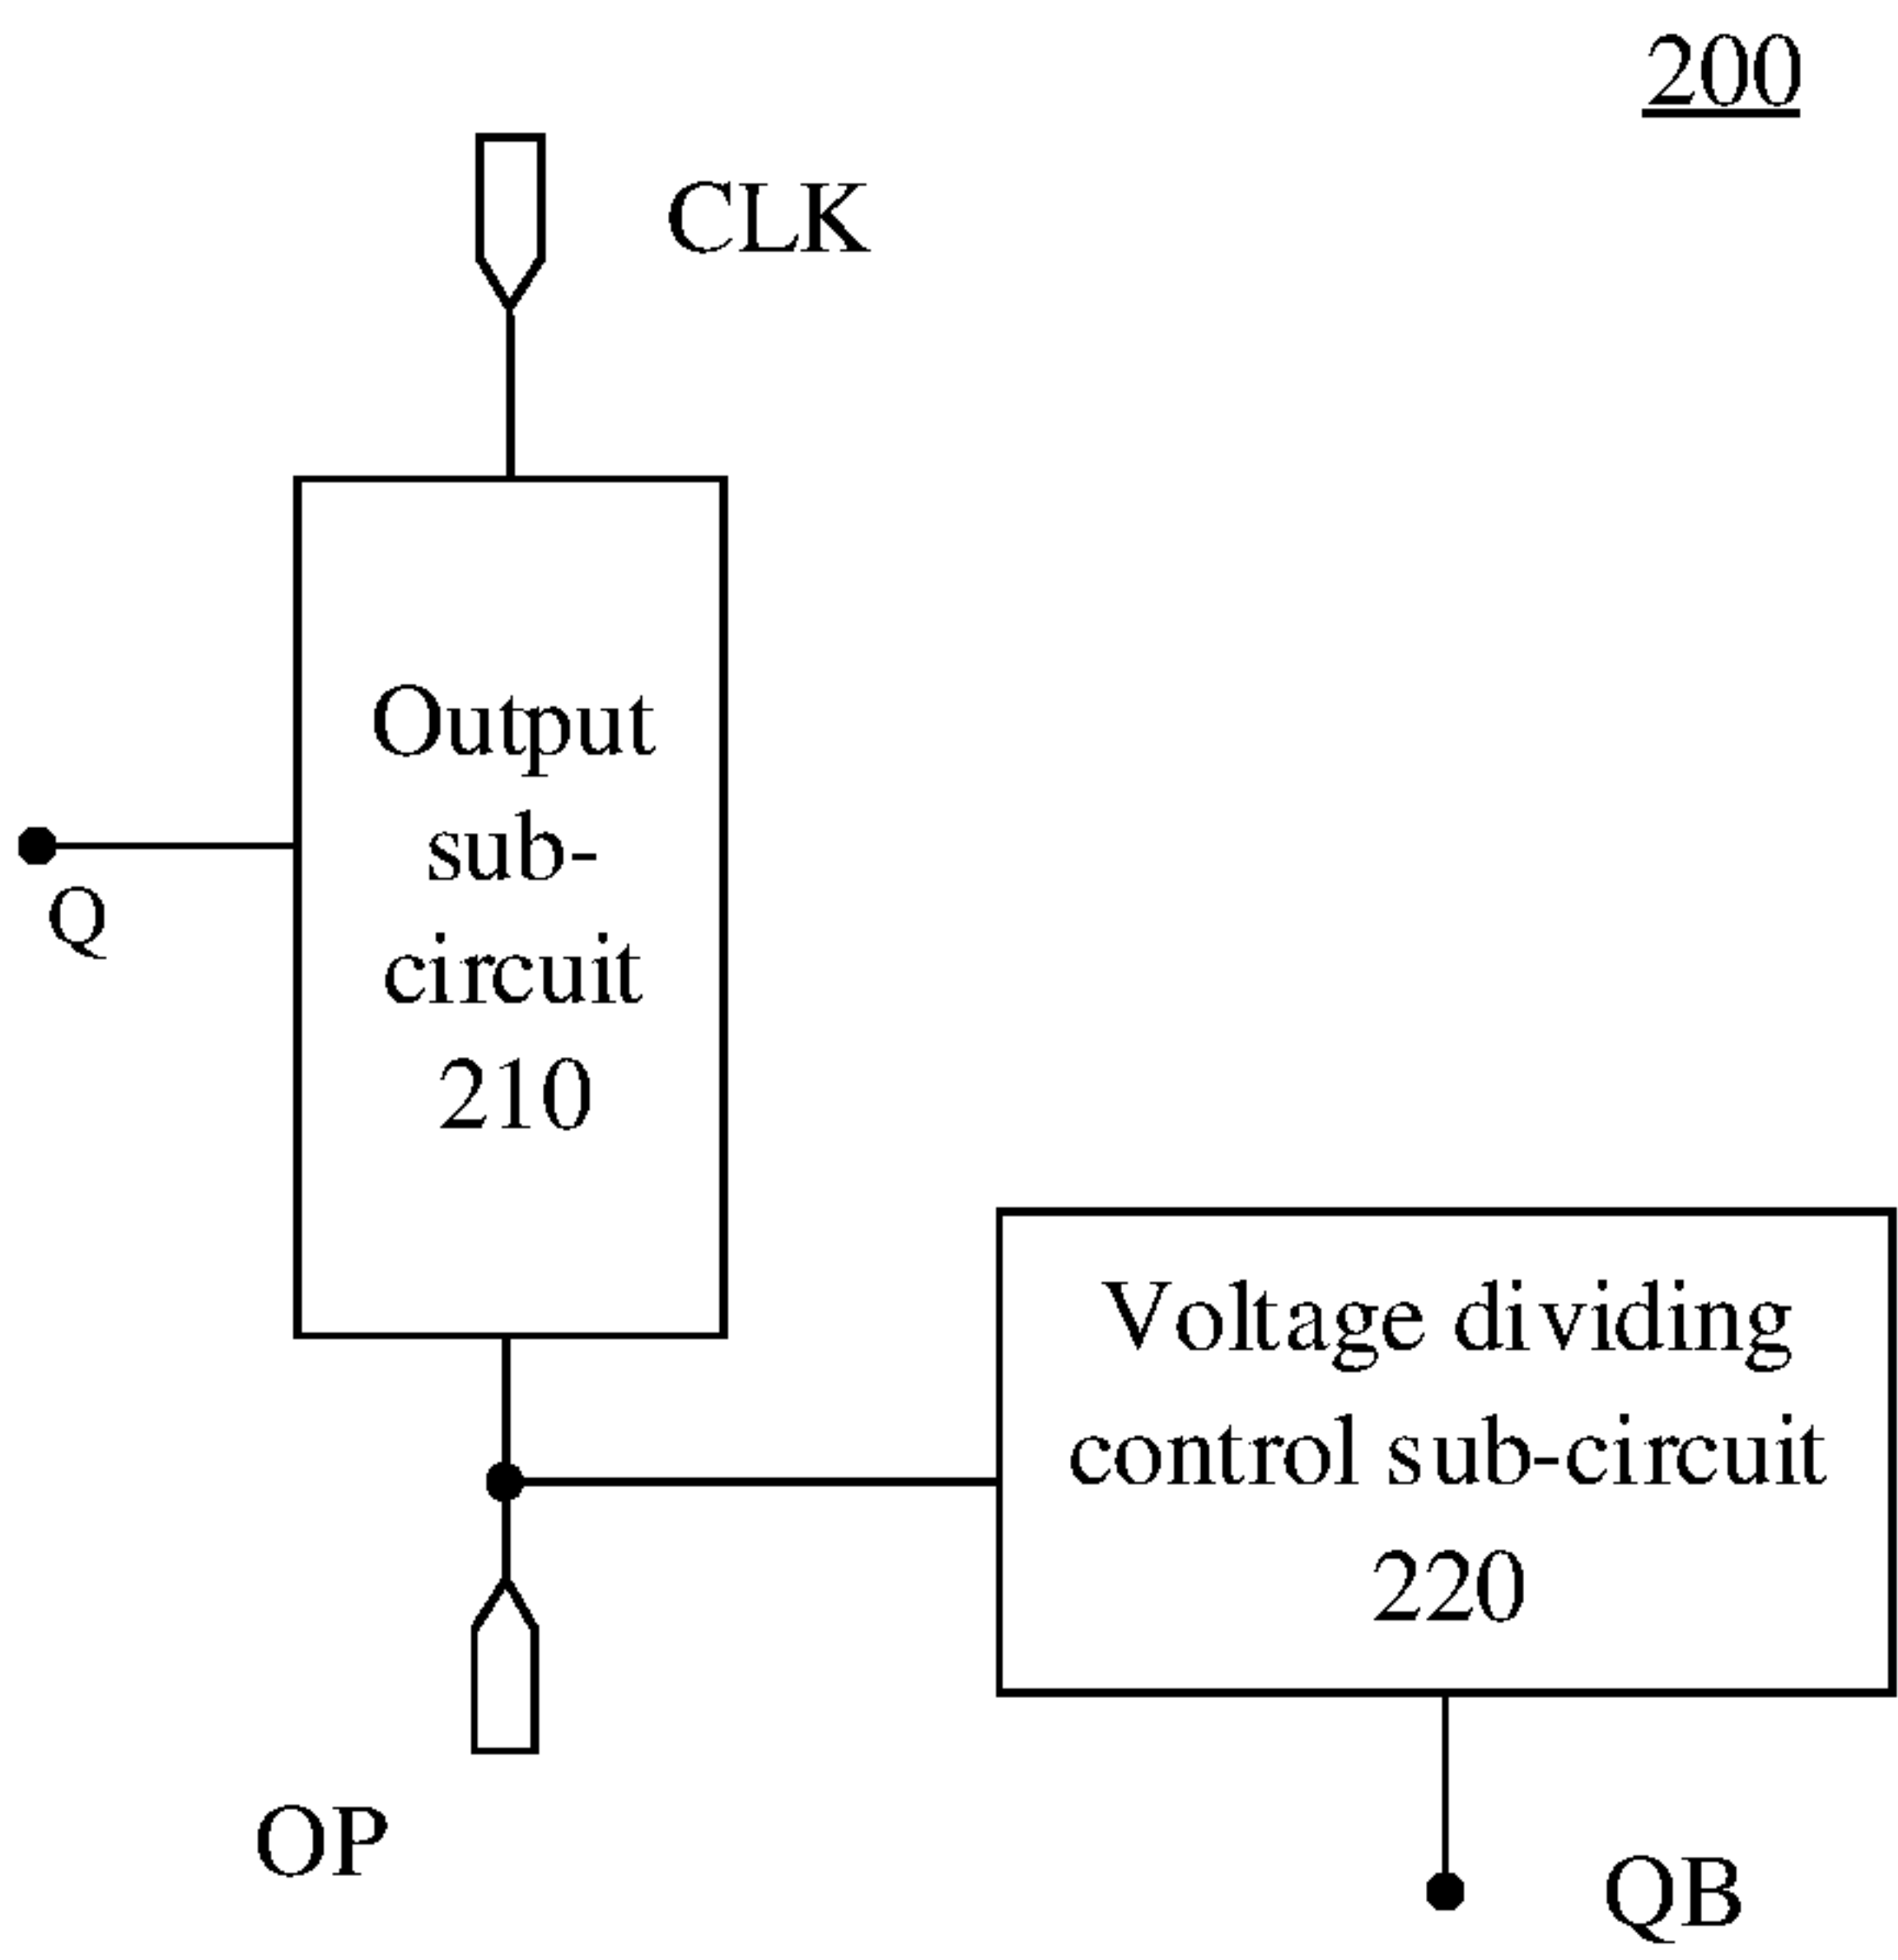 200
CLK
Output
sub-
circuit
210
Q
Voltage dividing
control sub-circuit
220
OP
QB